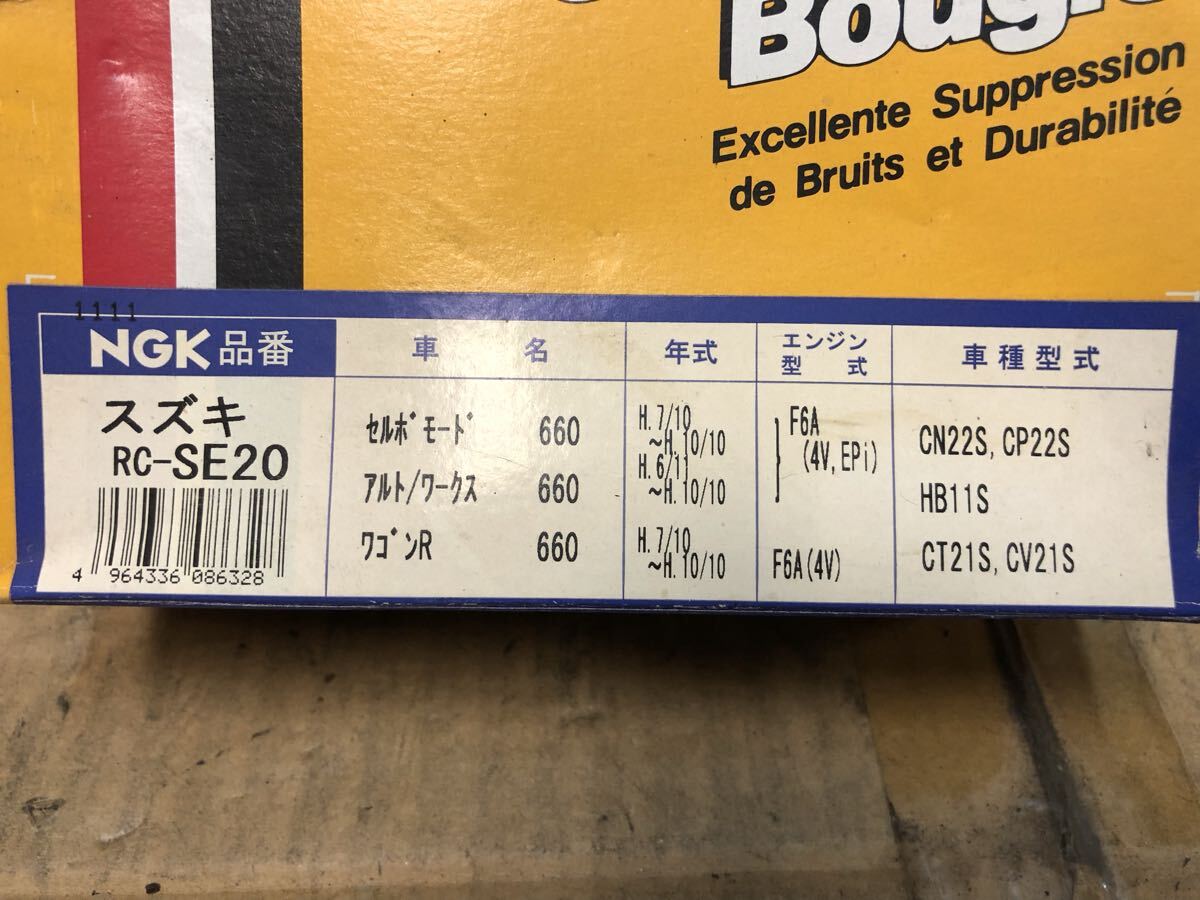 Excellente Suppression
de Bruits et Durabilité
1111
NGK品番 車名 年式 エンジン型式 車種型式
スズキ
RC-SE20
4 964336 086328
ｾﾙﾎﾞﾓｰﾄﾞ 660 H.7/10～H.10/10 F6A(4V,EPi) CN22S,CP22S
ｱﾙﾄ/ﾜｰｸｽ 660 H.6/11～H.10/10 HB11S
ﾜｺﾞﾝR 660 H.7/10～H.10/10 F6A(4V) CT21S,CV21S